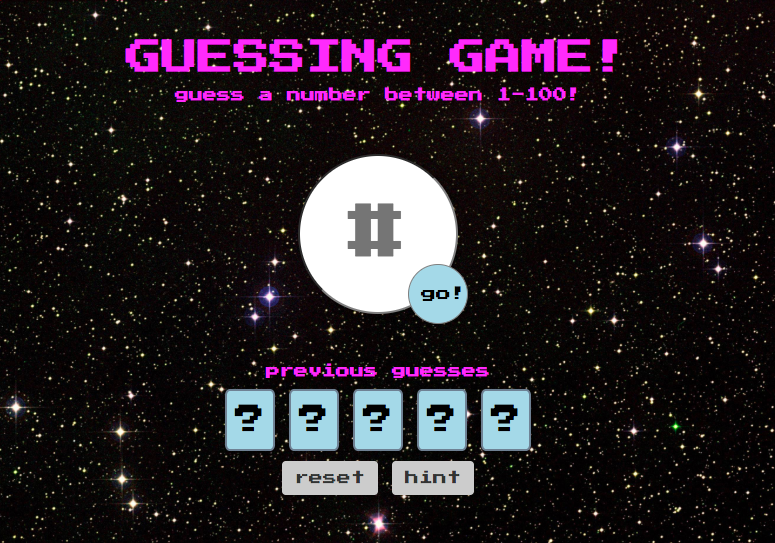 GUESSING GAME!
guess a number between 1-100!
#
go!
previous guesses
? ? ? ? ?
reset hint